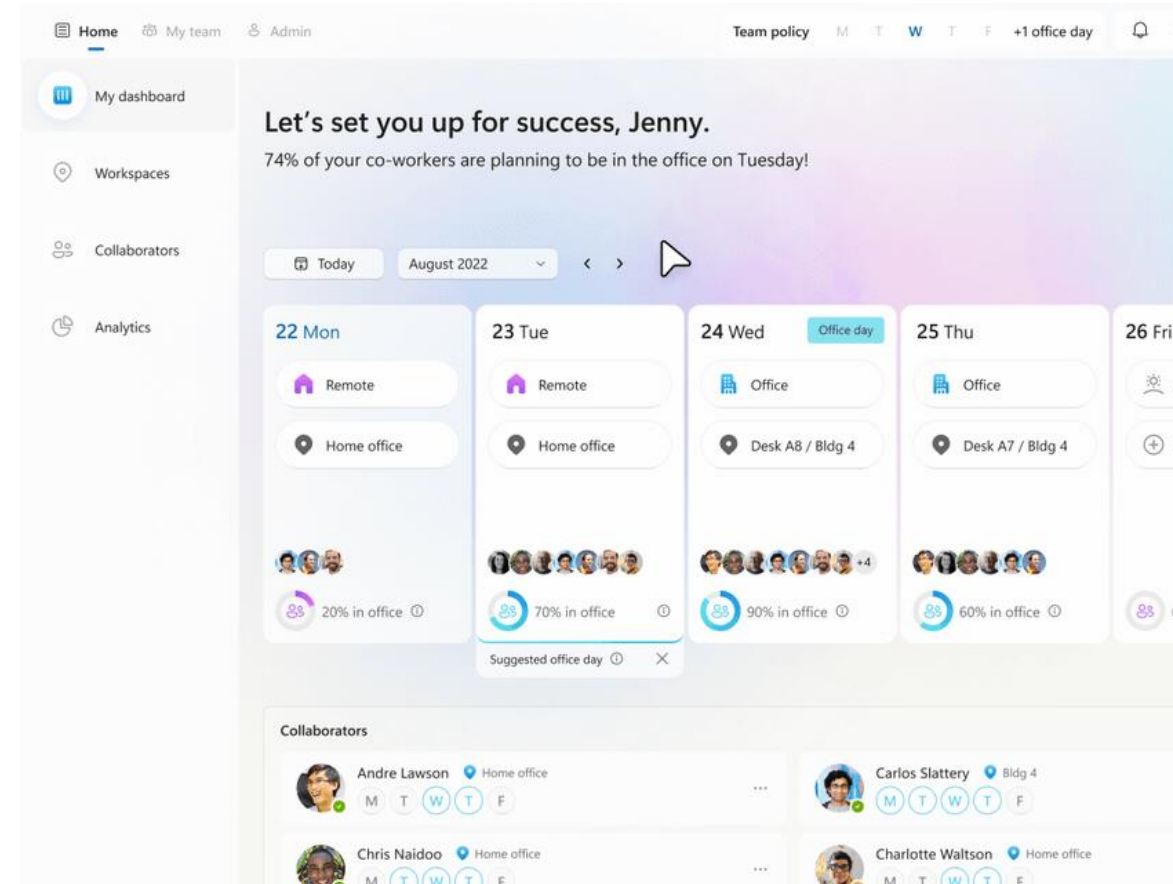 Home My team Admin Team policy M T W T F +1 office day
My dashboard
Workspaces
Collaborators
Analytics
Let's set you up for success, Jenny.
74% of your co-workers are planning to be in the office on Tuesday!
Today August 2022
22 Mon
Remote
Home office
20% in office
23 Tue
Remote
Home office
70% in office
Suggested office day
24 Wed Office day
Office
Desk A8 / Bldg 4
+4
90% in office
25 Thu
Office
Desk A7 / Bldg 4
60% in office
26 Fri
Collaborators
Andre Lawson Home office
M T W T F
Carlos Slattery Bldg 4
M T W T F
Chris Naidoo Home office
M T W T F
Charlotte Waltson Home office
M T W T F